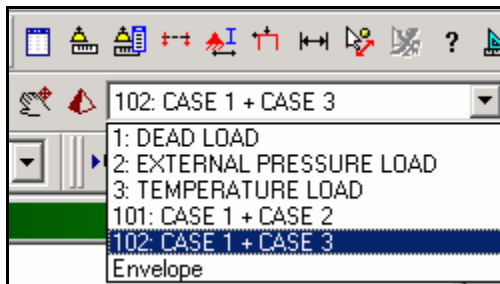 ?
102: CASE 1 + CASE 3
1: DEAD LOAD
2: EXTERNAL PRESSURE LOAD
3: TEMPERATURE LOAD
101: CASE 1 + CASE 2
102: CASE 1 + CASE 3
Envelope